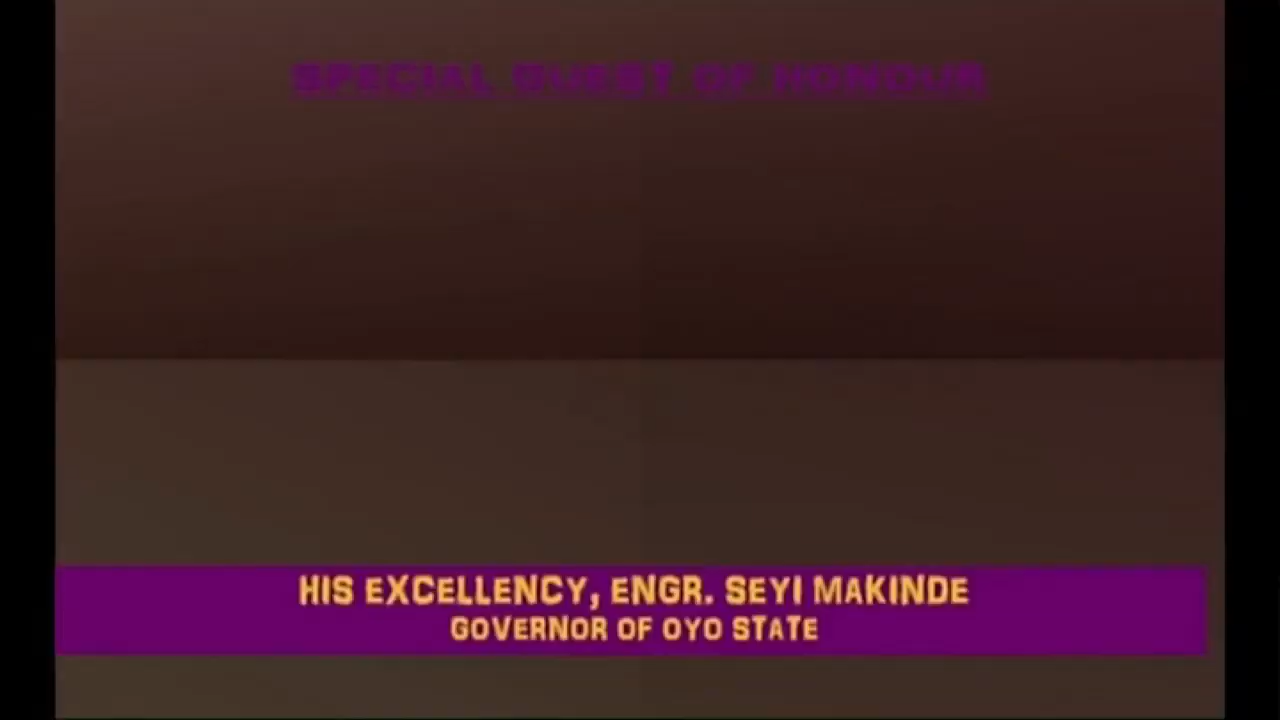 SPECIAL GUEST OF HONOUR
HIS EXCELLENCY, ENGR. SEYI MAKINDE
GOVERNOR OF OYO STATE